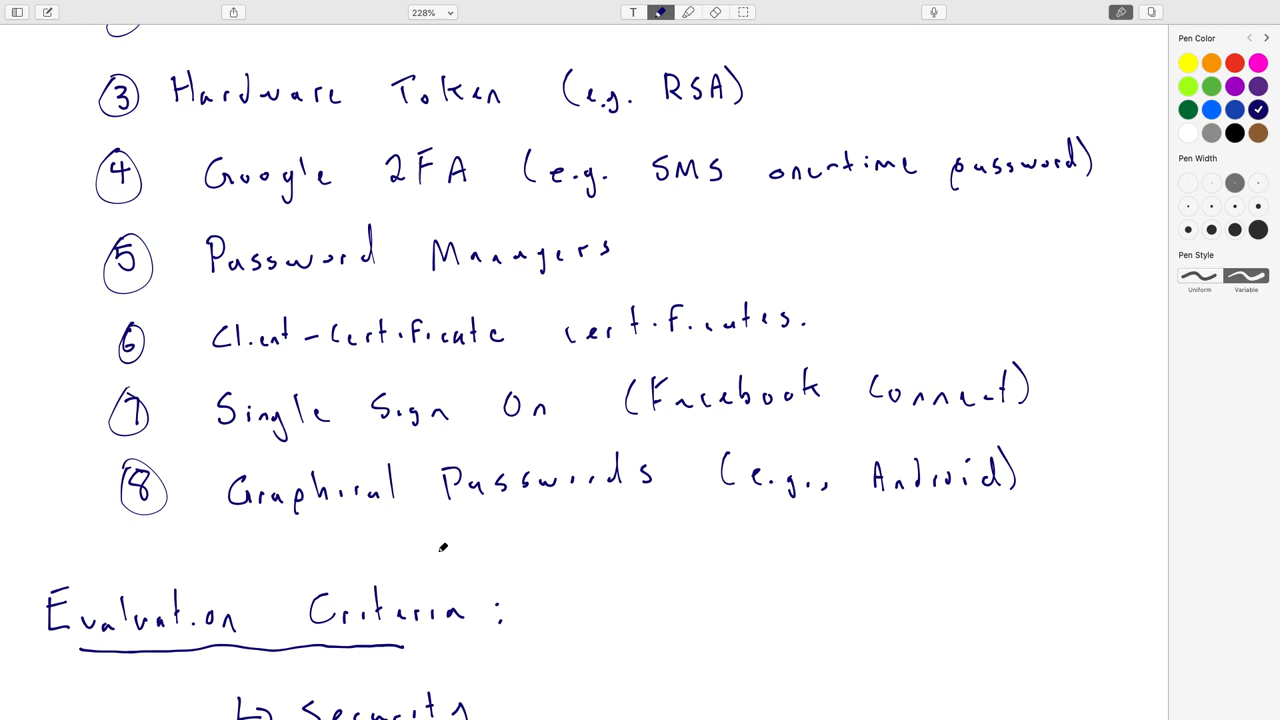 228%
T
Pen Color
③ Hardware Token (e.g. RSA)
④ Google 2FA (e.g. SMS one-time password)
Pen Width
⑤ Password Managers
Pen Style
Uniform Variable
⑥ Client-Certificate certificates.
⑦ Single Sign On (Facebook Connect)
⑧ Graphical Passwords (e.g., Android)
Evaluation Criteria:
↳ Security